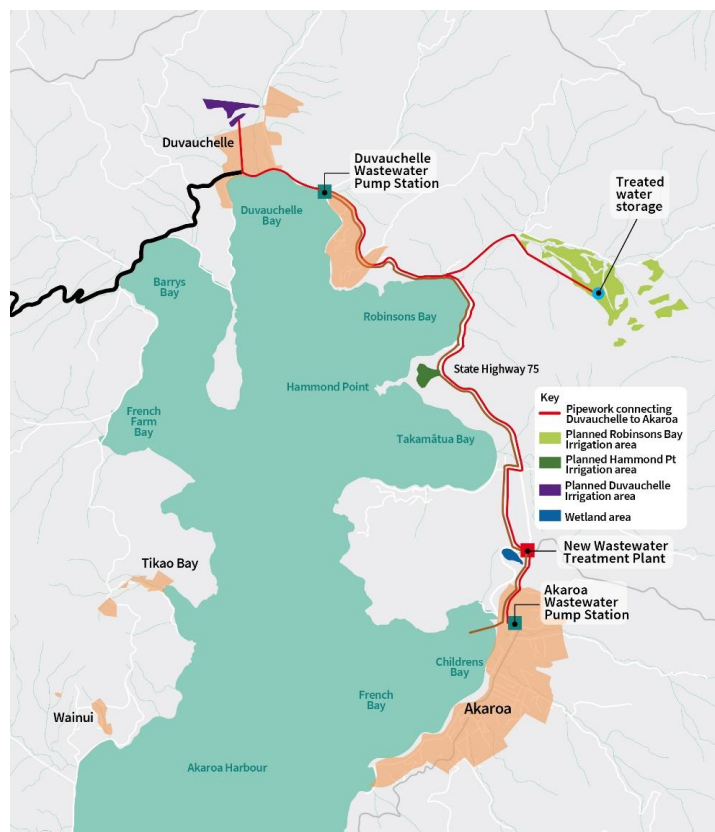 Duvauchelle
Duvauchelle
Wastewater
Pump Station
Treated
water
storage
Duvauchelle
Bay
Barrys
Bay
Robinsons Bay
State Highway 75
Hammond Point
French
Farm
Bay
Takamātua Bay
Key
Pipework connecting
Duvauchelle to Akaroa
Planned Robinsons Bay
Irrigation area
Planned Hammond Pt
Irrigation area
Planned Duvauchelle
Irrigation area
Wetland area
New Wastewater
Treatment Plant
Tikao Bay
Akaroa
Wastewater
Pump Station
Childrens
Bay
French
Bay
Akaroa
Wainui
Akaroa Harbour